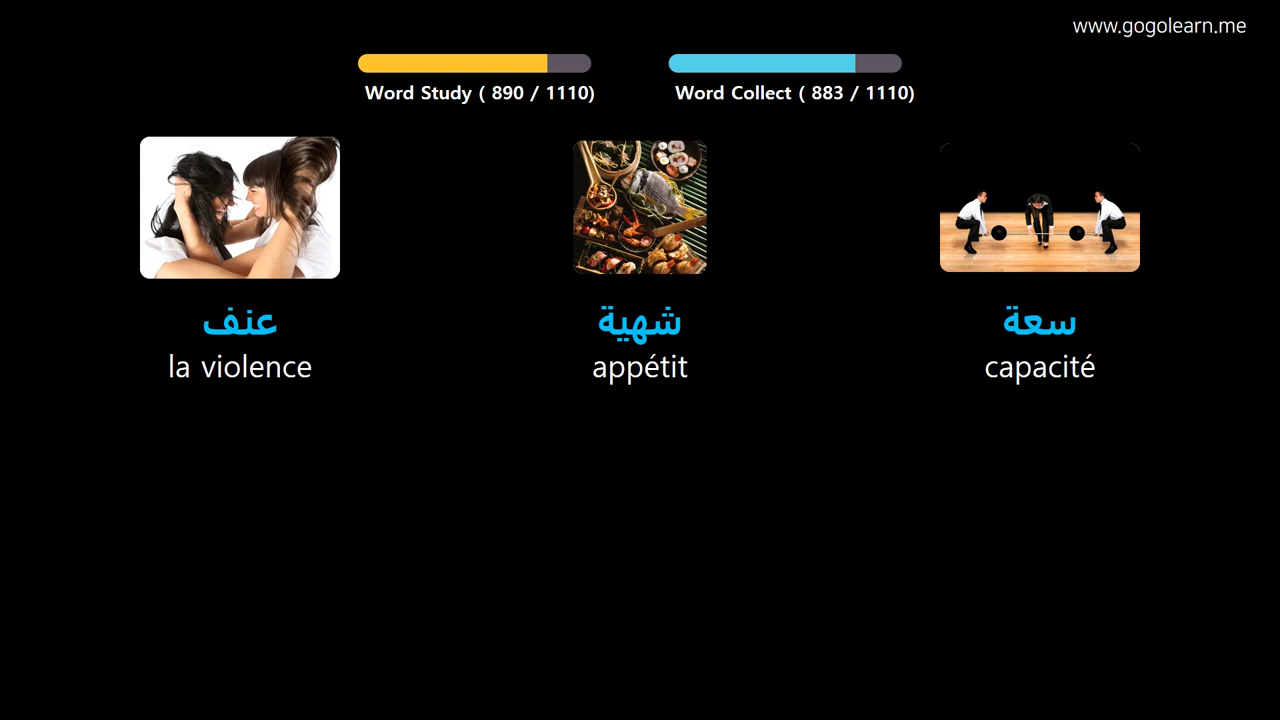 www.gogolearn.me
Word Study ( 890 / 1110)
Word Collect ( 883 / 1110)
عنف
la violence
شهية
appétit
سعة
capacité